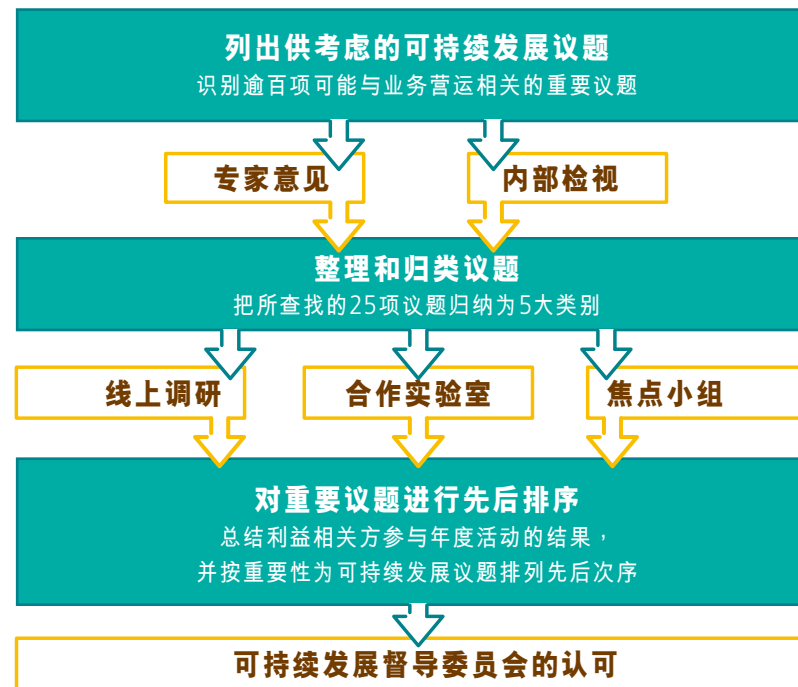 列出供考虑的可持续发展议题
识别逾百项可能与业务营运相关的重要议题
专家意见
内部检视
整理和归类议题
把所查找的25项议题归纳为5大类别
线上调研
合作实验室
焦点小组
对重要议题进行先后排序
总结利益相关方参与年度活动的结果，
并按重要性为可持续发展议题排列先后次序
可持续发展督导委员会的认可